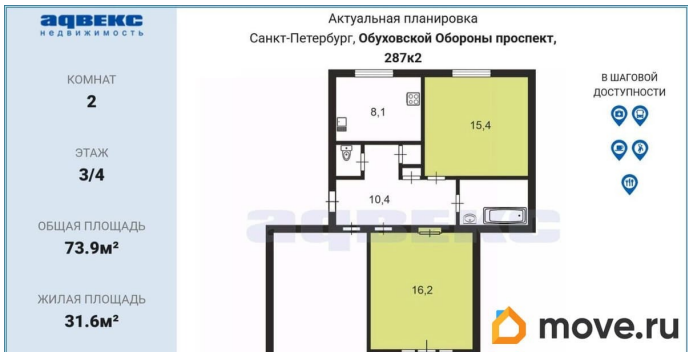 адвекс
НЕДВИЖИМОСТЬ
КОМНАТ
2
ЭТАЖ
3/4
ОБЩАЯ ПЛОЩАДЬ
73.9м²
ЖИЛАЯ ПЛОЩАДЬ
31.6м²
Актуальная планировка
Санкт-Петербург, Обуховской Обороны проспект,
287к2
8,1
15,4
10,4
16,2
адвекс
В ШАГОВОЙ
ДОСТУПНОСТИ
move.ru